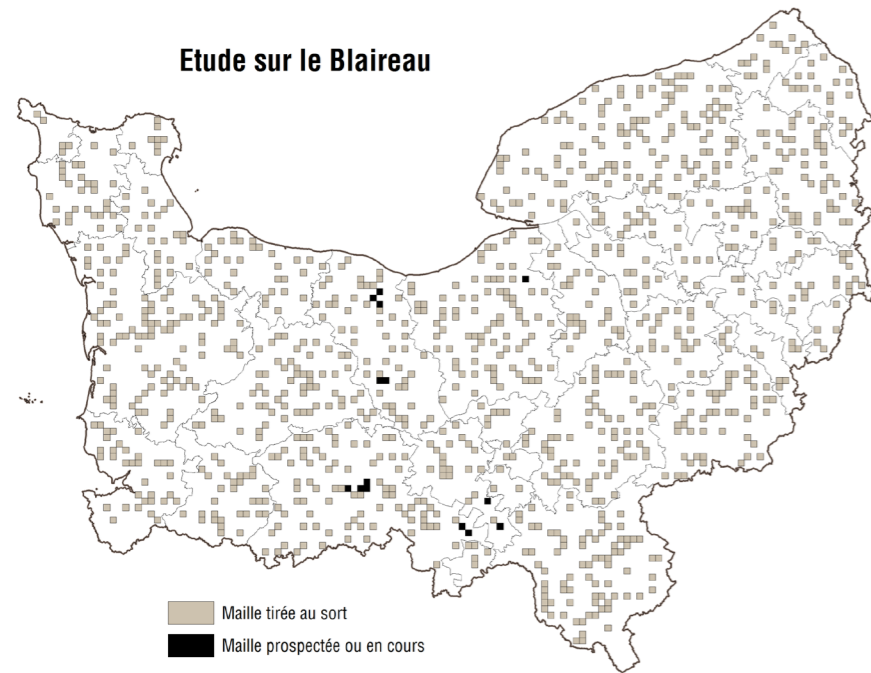 Etude sur le Blaireau
Maille tirée au sort
Maille prospectée ou en cours